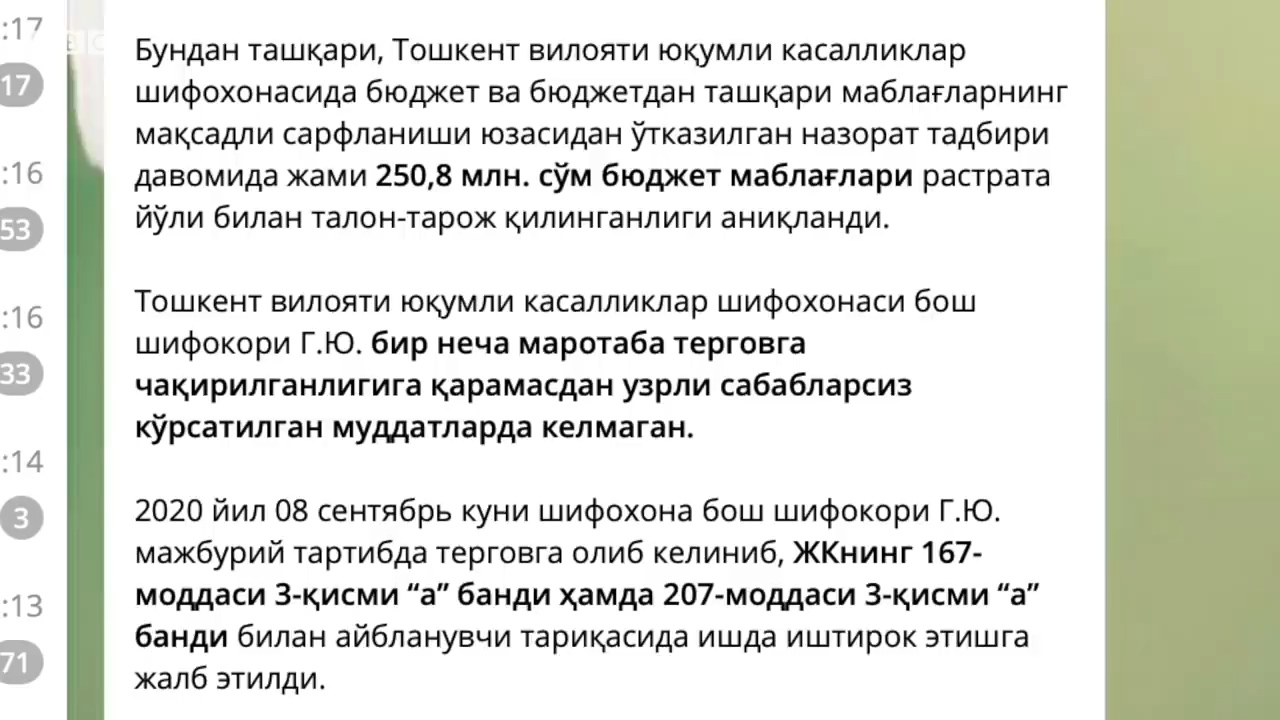 :17
17
:16
53
:16
33
:14
3
:13
71
Бундан ташқари, Тошкент вилояти юқумли касалликлар
шифохонасида бюджет ва бюджетдан ташқари маблағларнинг
мақсадли сарфланиши юзасидан ўтказилган назорат тадбири
давомида жами 250,8 млн. сўм бюджет маблағлари растрата
йўли билан талон-тарож қилинганлиги аниқланди.
Тошкент вилояти юқумли касалликлар шифохонаси бош
шифокори Г.Ю. бир неча маротаба терговга
чақирилганлигига қарамасдан узрли сабабларсиз
кўрсатилган муддатларда келмаган.
2020 йил 08 сентябрь куни шифохона бош шифокори Г.Ю.
мажбурий тартибда терговга олиб келиниб, ЖКнинг 167-
моддаси 3-қисми “а” банди ҳамда 207-моддаси 3-қисми “а”
банди билан айбланувчи тариқасида ишда иштирок этишга
жалб этилди.